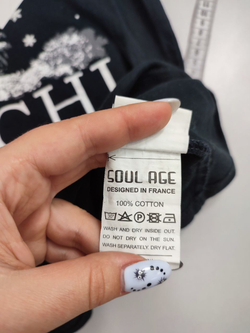 CHI
SOUL AGE
DESIGNED IN FRANCE
100% COTTON
WASH AND DRY INSIDE OUT.
DO NOT DRY ON THE SUN.
WASH SEPARATELY. DRY FLAT.